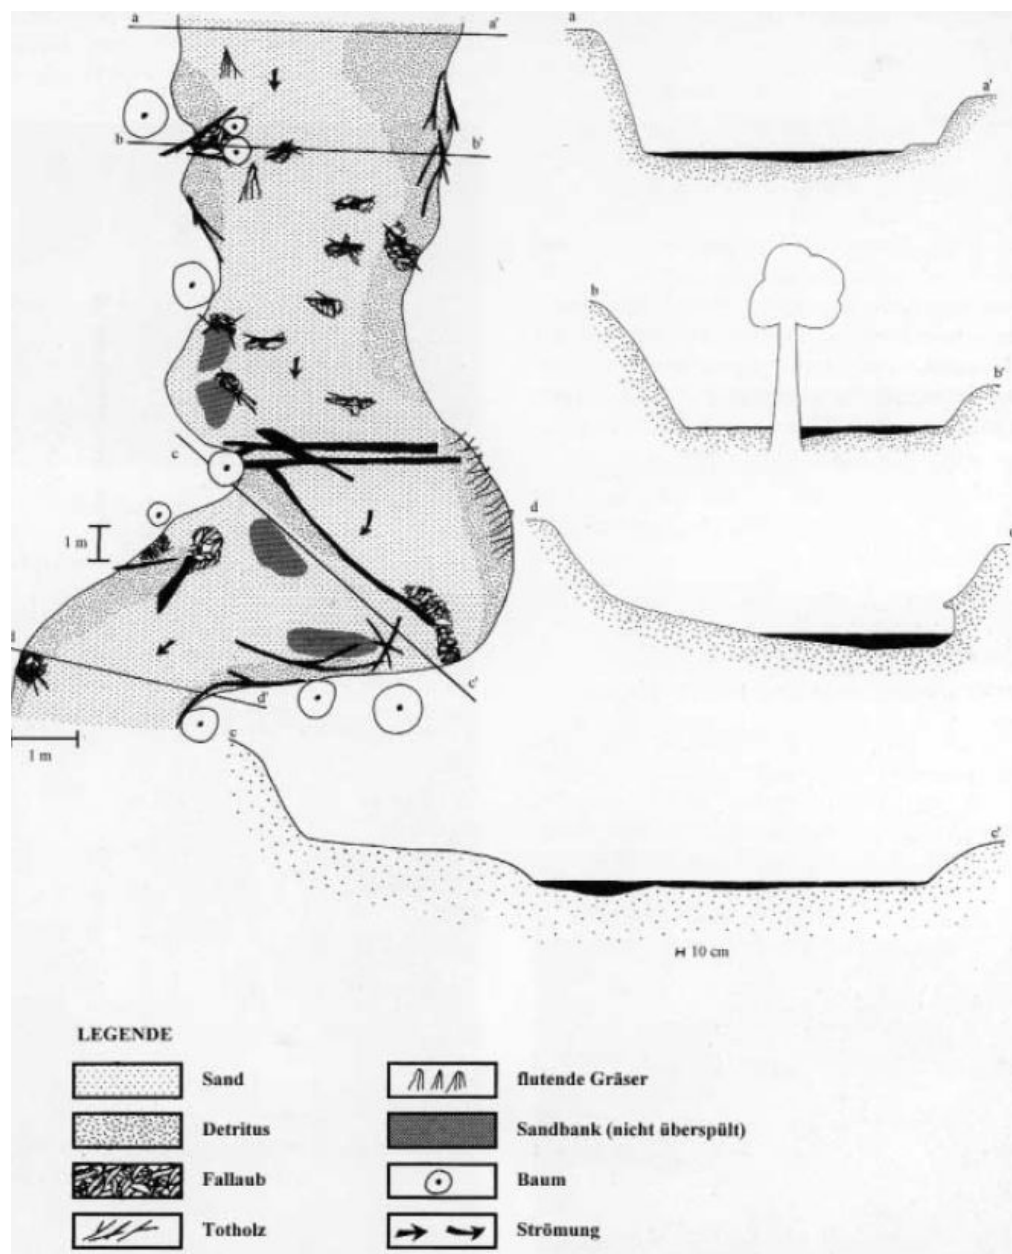 a
a'
a
a'
b
b'
b
b'
c
1 m
d
d'
c'
1 m
d
c
c'
10 cm
LEGENDE
Sand
flutende Gräser
Detritus
Sandbank (nicht überspült)
Fallaub
Baum
Totholz
Strömung